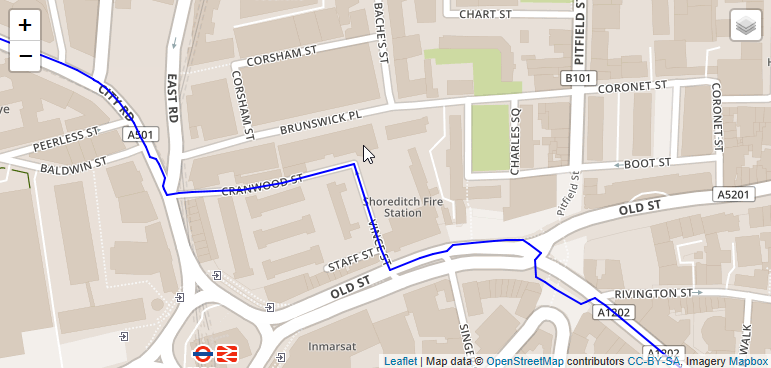 +
−
CHART ST
BACHE'S ST
PITFIELD ST
CORSHAM ST
CORSHAM ST
EAST RD
CITY RD
B101
CORONET ST
CORONET ST
BRUNSWICK PL
CHARLES SQ
PEERLESS ST
A501
BALDWIN ST
BOOT ST
CRANWOOD ST
Pitfield St
A5201
Shoreditch Fire
Station
OLD ST
VINCE ST
STAFF ST
OLD ST
RIVINGTON ST
A1202
A1202
WALK
Inmarsat
Leaflet | Map data © OpenStreetMap contributors CC-BY-SA, Imagery Mapbox